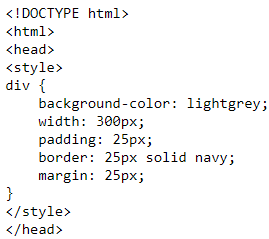 <!DOCTYPE html>
<html>
<head>
<style>
div {
    background-color: lightgrey;
    width: 300px;
    padding: 25px;
    border: 25px solid navy;
    margin: 25px;
}
</style>
</head>